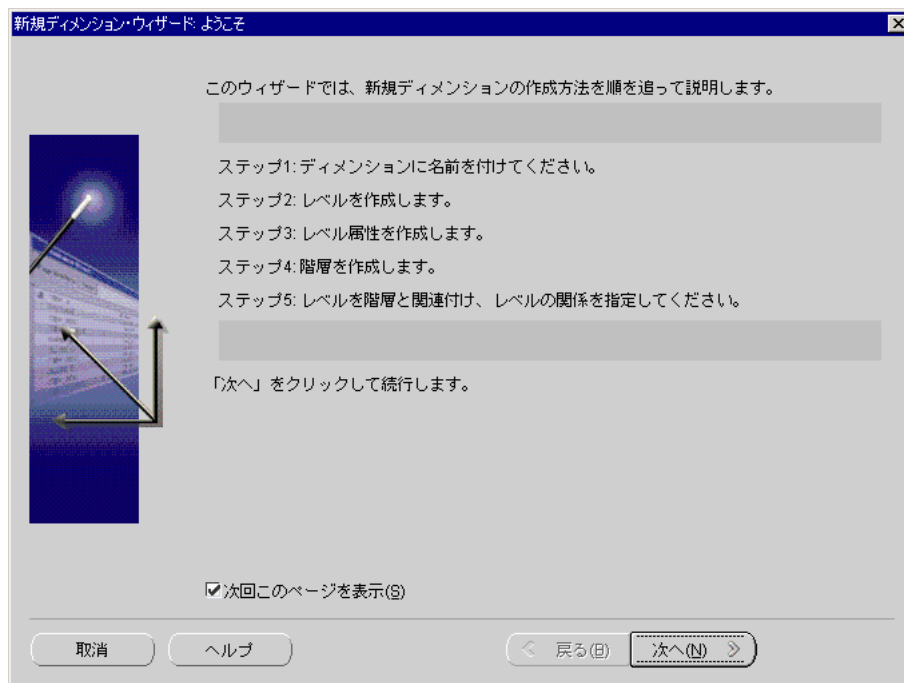 新規ディメンション・ウィザード: ようこそ
このウィザードでは、新規ディメンションの作成方法を順を追って説明します。
ステップ1: ディメンションに名前を付けてください。
ステップ2: レベルを作成します。
ステップ3: レベル属性を作成します。
ステップ4: 階層を作成します。
ステップ5: レベルを階層と関連付け、レベルの関係を指定してください。
「次へ」をクリックして続行します。
次回このページを表示(S)
取消 ヘルプ 戻る(B) 次へ(N)